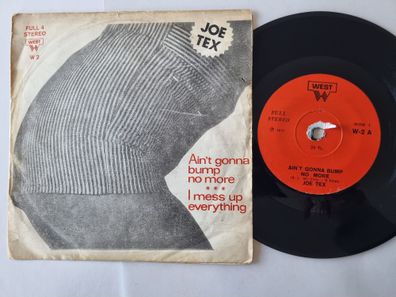 FULL 4
STEREO
WEST
W
W 2
JOE
TEX
Ain't gonna
bump
no more
***
I mess up
everything
WEST
W
FULL
STEREO
W-2 A
AIN'T GONNA BUMP
NO MORE
JOE TEX